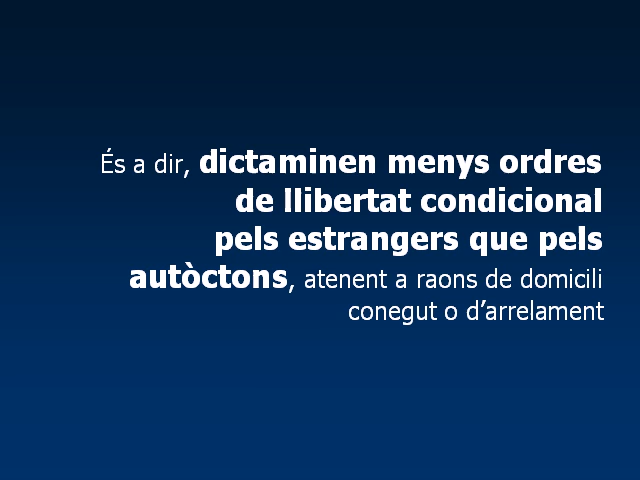 És a dir, dictaminen menys ordres
de llibertat condicional
pels estrangers que pels
autòctons, atenent a raons de domicili
conegut o d’arrelament